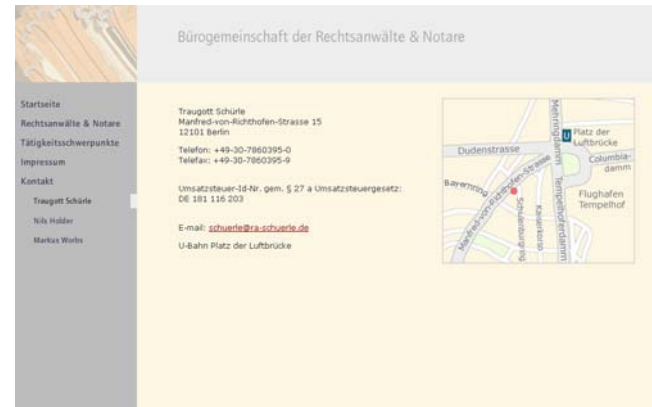 Bürogemeinschaft der Rechtsanwälte & Notare
Startseite
Rechtsanwälte & Notare
Tätigkeitsschwerpunkte
Impressum
Kontakt
Traugott Schürle
Nils Holder
Markus Worbs
Traugott Schürle
Manfred-von-Richthofen-Strasse 15
12101 Berlin
Telefon: +49-30-7860395-0
Telefax: +49-30-7860395-9
Umsatzsteuer-Id-Nr. gem. § 27 a Umsatzsteuergesetz:
DE 181 116 203
E-mail: schuerle@ra-schuerle.de
U-Bahn Platz der Luftbrücke
Mehringdamm
U
Platz der
Luftbrücke
Dudenstrasse
Columbia-
damm
Bayernring
Manfred-von-Richthofen-Strasse
Schulenburgring
Kaiserkorso
Tempelhoferdamm
Flughafen
Tempelhof